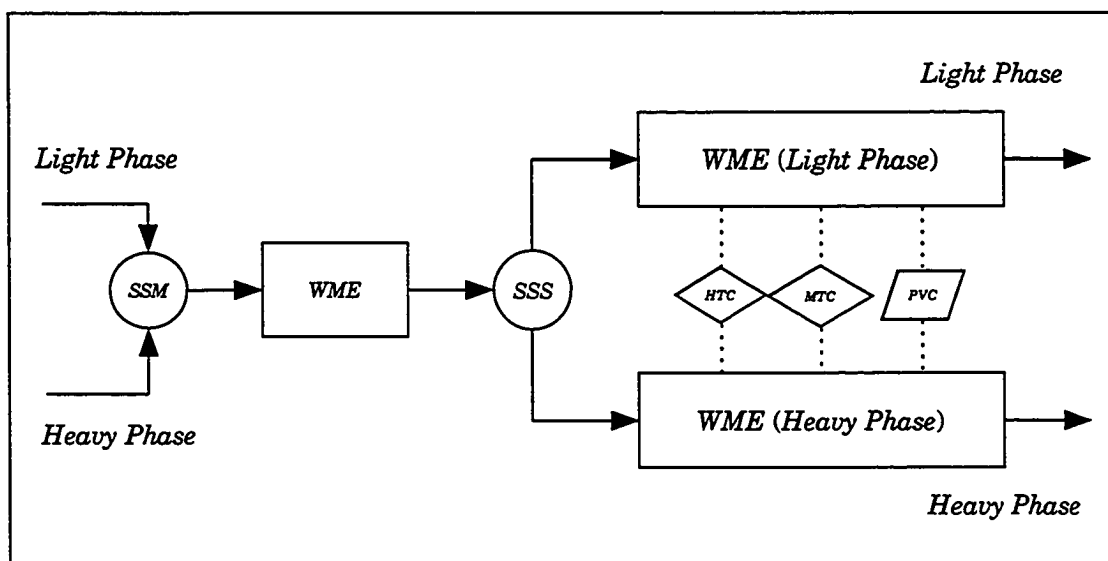 Light Phase
Light Phase
WME (Light Phase)
SSM
WME
SSS
HTC
MTC
PVC
Heavy Phase
WME (Heavy Phase)
Heavy Phase